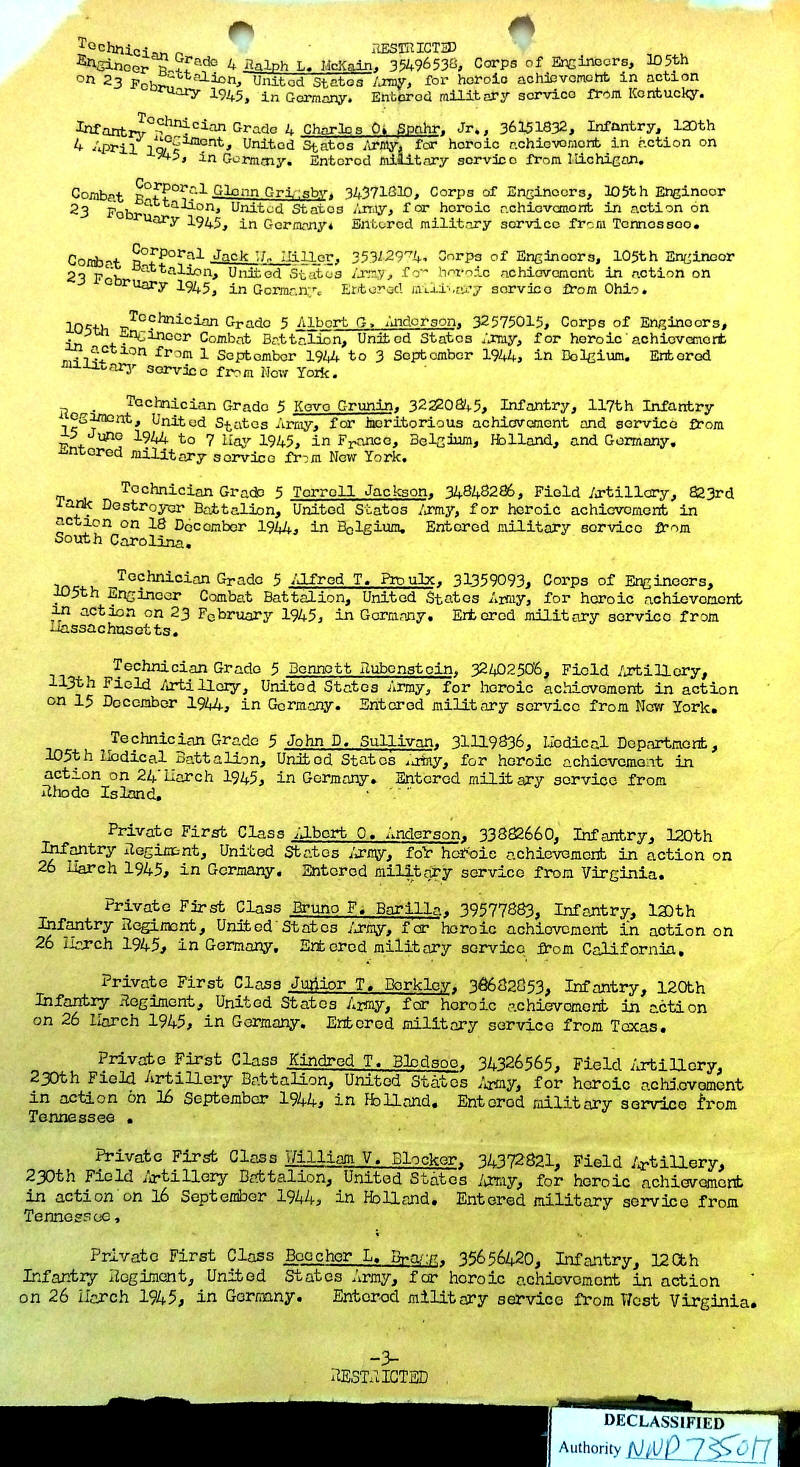 RESTRICTED
Technician Grade 4 Ralph L. McKain, 35496538, Corps of Engineers, 105th
Engineer Battalion, United States Army, for heroic achievement in action
on 23 February 1945, in Germany. Entered military service from Kentucky.
Technician Grade 4 Charles O. Spahr, Jr., 36151832, Infantry, 120th
Infantry Regiment, United States Army, for heroic achievement in action on
4 April 1945, in Germany. Entered military service from Michigan.
Corporal Glenn Grigsby, 34371810, Corps of Engineers, 105th Engineer
Combat Battalion, United States Army, for heroic achievement in action on
23 February 1945, in Germany. Entered military service from Tennessee.
Corporal Jack W. Miller, 35342974, Corps of Engineers, 105th Engineer
Combat Battalion, United States Army, for heroic achievement in action on
23 February 1945, in Germany. Entered military service from Ohio.
Technician Grade 5 Albert G. Anderson, 32575015, Corps of Engineers,
105th Engineer Combat Battalion, United States Army, for heroic achievement
in action from 1 September 1944 to 3 September 1944, in Belgium. Entered
military service from New York.
Technician Grade 5 Keve Grunin, 32220845, Infantry, 117th Infantry
Regiment, United States Army, for meritorious achievement and service from
15 June 1944 to 7 May 1945, in France, Belgium, Holland, and Germany.
Entered military service from New York.
Technician Grade 5 Terrell Jackson, 34848286, Field Artillery, 823rd
Tank Destroyer Battalion, United States Army, for heroic achievement in
action on 18 December 1944, in Belgium. Entered military service from
South Carolina.
Technician Grade 5 Alfred T. Proulx, 31359093, Corps of Engineers,
105th Engineer Combat Battalion, United States Army, for heroic achievement
in action on 23 February 1945, in Germany. Entered military service from
Massachusetts.
Technician Grade 5 Bennett Rubenstein, 32402506, Field Artillery,
113th Field Artillery, United States Army, for heroic achievement in action
on 15 December 1944, in Germany. Entered military service from New York.
Technician Grade 5 John D. Sullivan, 31119836, Medical Department,
105th Medical Battalion, United States Army, for heroic achievement in
action on 24 March 1945, in Germany. Entered military service from
Rhode Island.
Private First Class Albert O. Anderson, 33882660, Infantry, 120th
Infantry Regiment, United States Army, for heroic achievement in action on
26 March 1945, in Germany. Entered military service from Virginia.
Private First Class Bruno F. Barilla, 39577883, Infantry, 120th
Infantry Regiment, United States Army, for heroic achievement in action on
26 March 1945, in Germany. Entered military service from California.
Private First Class Junior T. Berkley, 38682853, Infantry, 120th
Infantry Regiment, United States Army, for heroic achievement in action
on 26 March 1945, in Germany. Entered military service from Texas.
Private First Class Kindred T. Bledsoe, 34326565, Field Artillery,
230th Field Artillery Battalion, United States Army, for heroic achievement
in action on 16 September 1944, in Holland. Entered military service from
Tennessee .
Private First Class William V. Blocker, 34372821, Field Artillery,
230th Field Artillery Battalion, United States Army, for heroic achievement
in action on 16 September 1944, in Holland. Entered military service from
Tennessee,
Private First Class Beecher L. Bragg, 35656420, Infantry, 120th
Infantry Regiment, United States Army, for heroic achievement in action
on 26 March 1945, in Germany. Entered military service from West Virginia.
-3-
RESTRICTED
DECLASSIFIED
Authority NND 735017